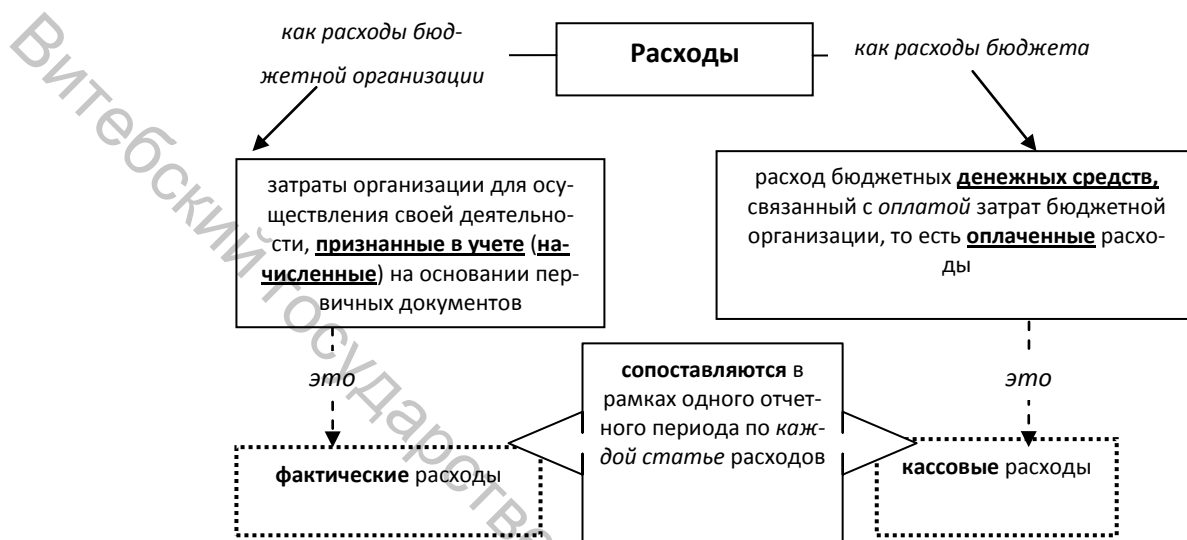 как расходы бюд-
жетной организации
Расходы
как расходы бюджета
затраты организации для осу-
ществления своей деятельно-
сти, признанные в учете (на-
численные) на основании пер-
вичных документов
расход бюджетных денежных средств,
связанный с оплатой затрат бюджетной
организации, то есть оплаченные расхо-
ды
это
сопоставляются в
рамках одного отчет-
ного периода по каж-
дой статье расходов
это
фактические расходы
кассовые расходы
Витебский государстве